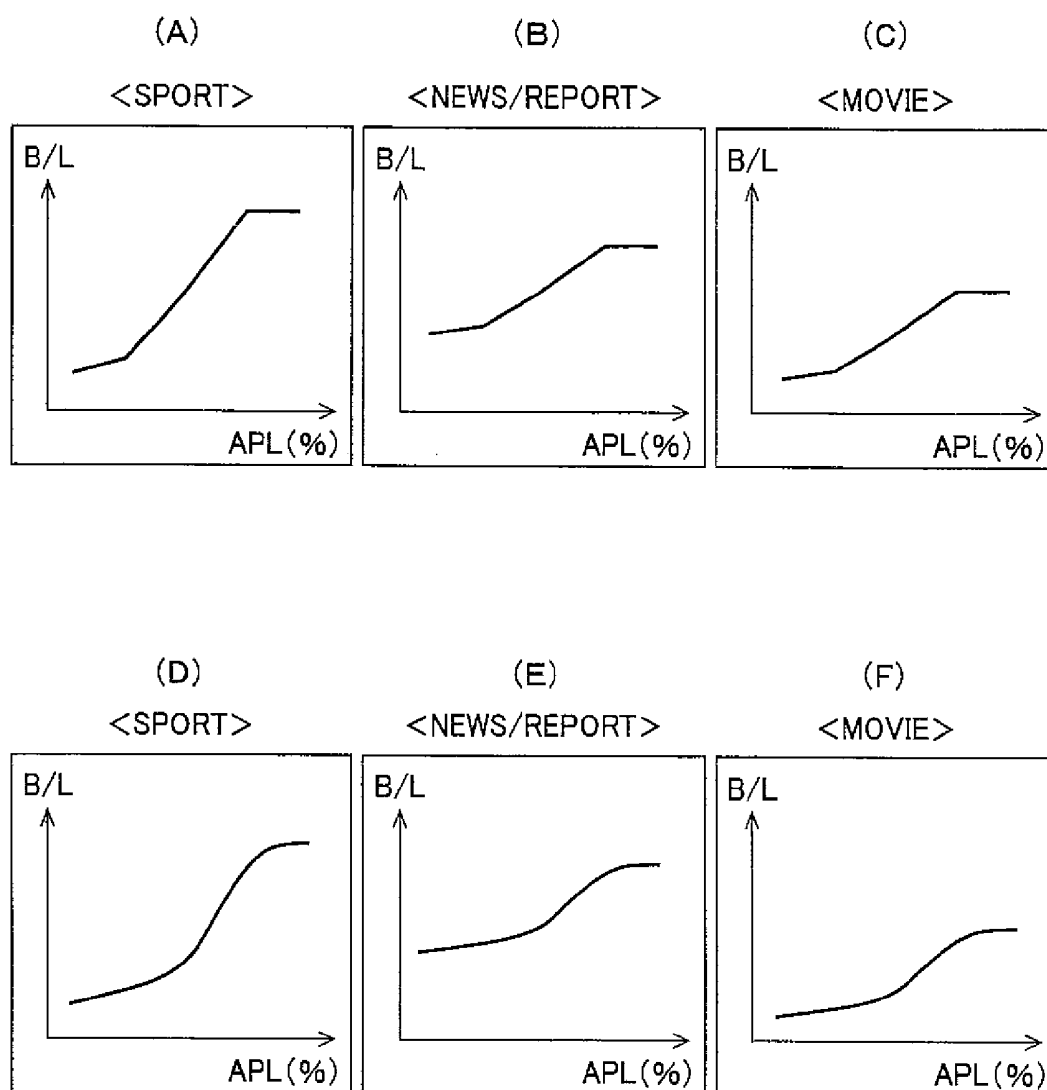 (A)
<SPORT>
B/L
APL(%)
(B)
<NEWS/REPORT>
B/L
APL(%)
(C)
<MOVIE>
B/L
APL(%)
(D)
<SPORT>
B/L
APL(%)
(E)
<NEWS/REPORT>
B/L
APL(%)
(F)
<MOVIE>
B/L
APL(%)